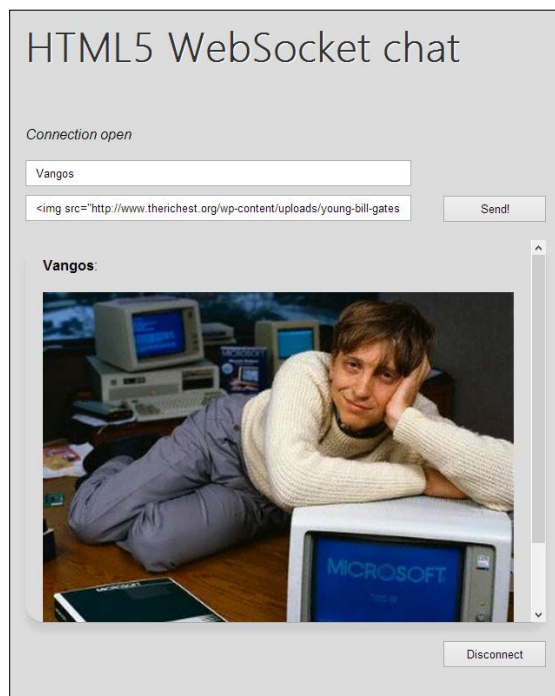 HTML5 WebSocket chat
Connection open
Vangos
<img src="http://www.therichest.org/wp-content/uploads/young-bill-gates
Send!
Vangos:
MICROSOFT
MICROSOFT
Disconnect